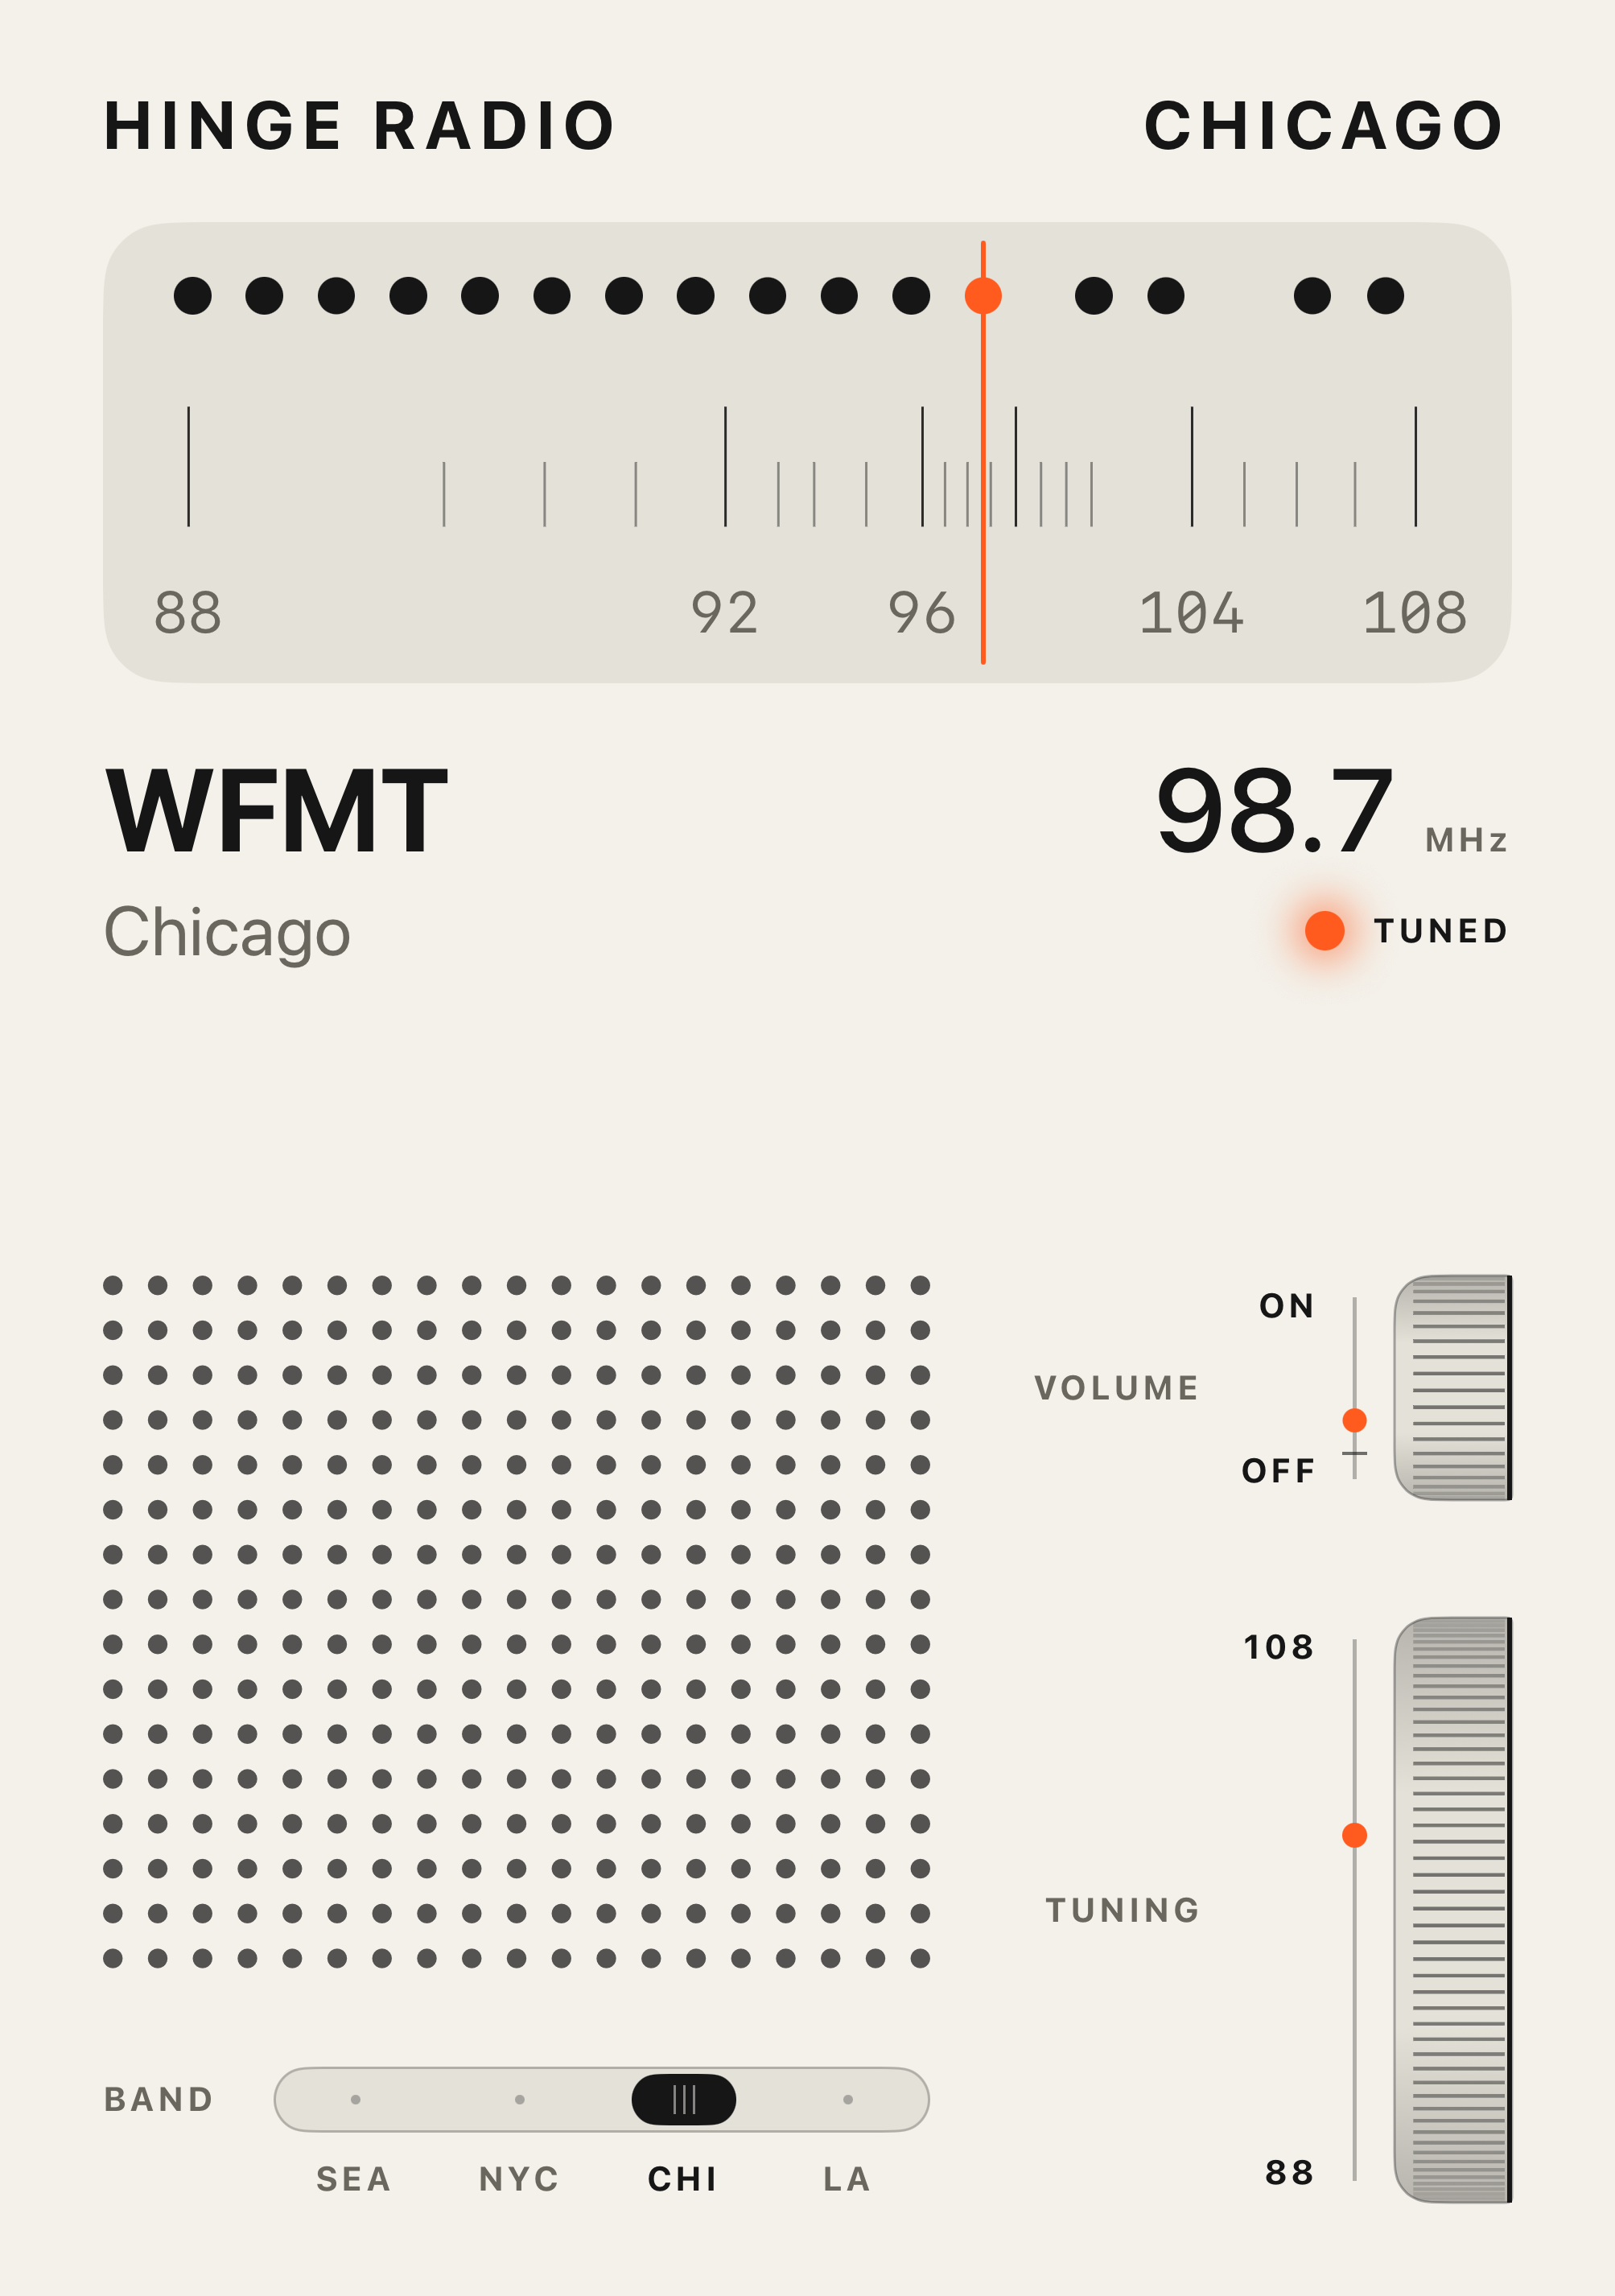 HINGE RADIO CHICAGO
88 92 96 104 108
WFMT 98.7 MHz
Chicago TUNED
ON
VOLUME
OFF
108
TUNING
88
BAND
SEA NYC CHI LA